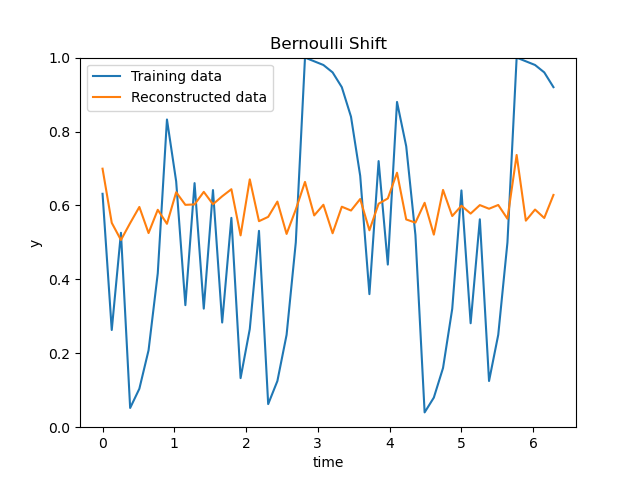 Bernoulli Shift
Training data
Reconstructed data
1.0
0.8
0.6
0.4
0.2
0.0
y
0 1 2 3 4 5 6
time